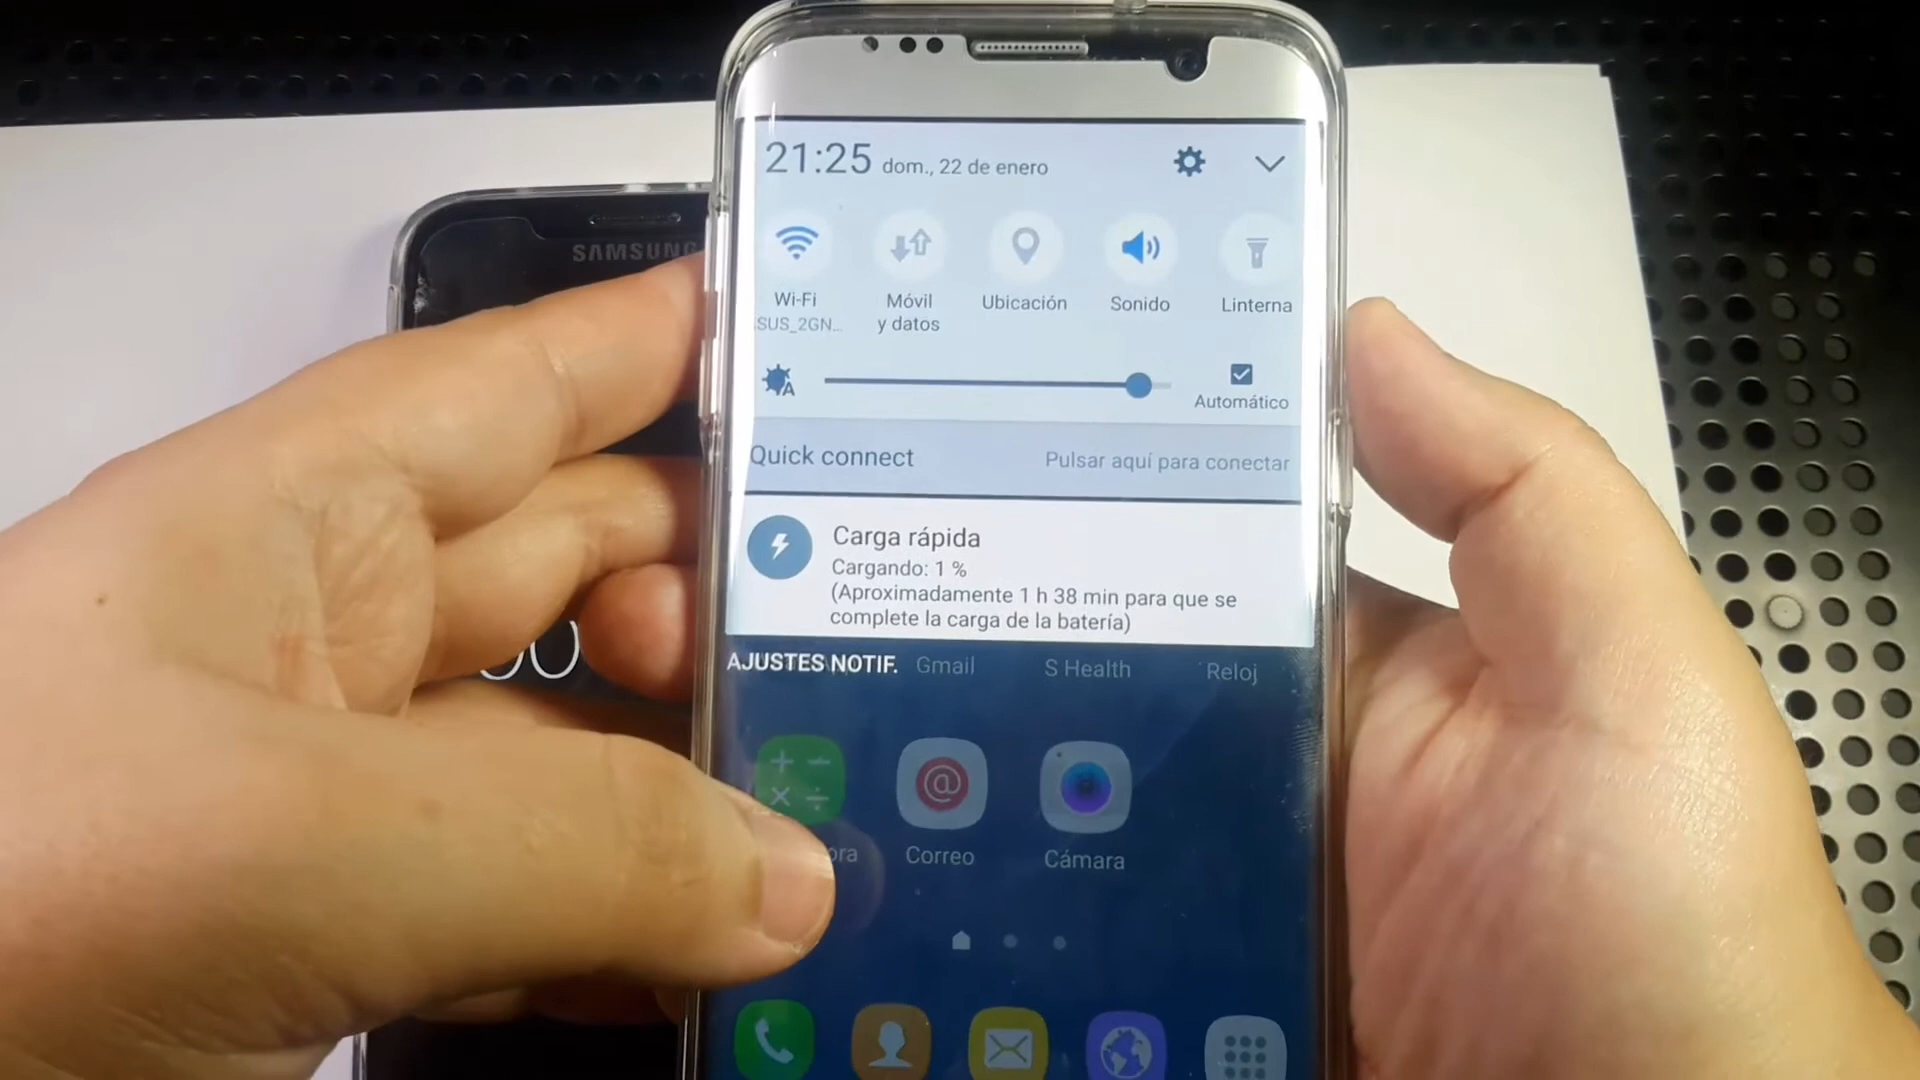 21:25 dom., 22 de enero
SAMSUNG
Wi-Fi
SUS_2GN...
Móvil
y datos
Ubicación
Sonido
Linterna
A
Automático
Quick connect
Pulsar aquí para conectar
Carga rápida
Cargando: 1 %
(Aproximadamente 1 h 38 min para que se
complete la carga de la batería)
AJUSTES NOTIF. Gmail S Health Reloj
ora
Correo
Cámara